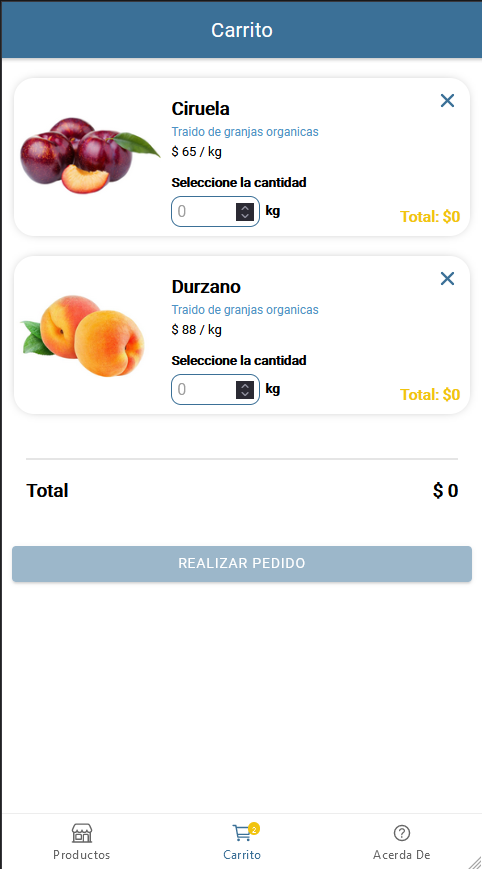 Carrito
Ciruela
Traido de granjas organicas
$ 65 / kg
Seleccione la cantidad
0 kg
Total: $0
Durzano
Traido de granjas organicas
$ 88 / kg
Seleccione la cantidad
0 kg
Total: $0
Total $ 0
REALIZAR PEDIDO
2
Productos Carrito Acerda De